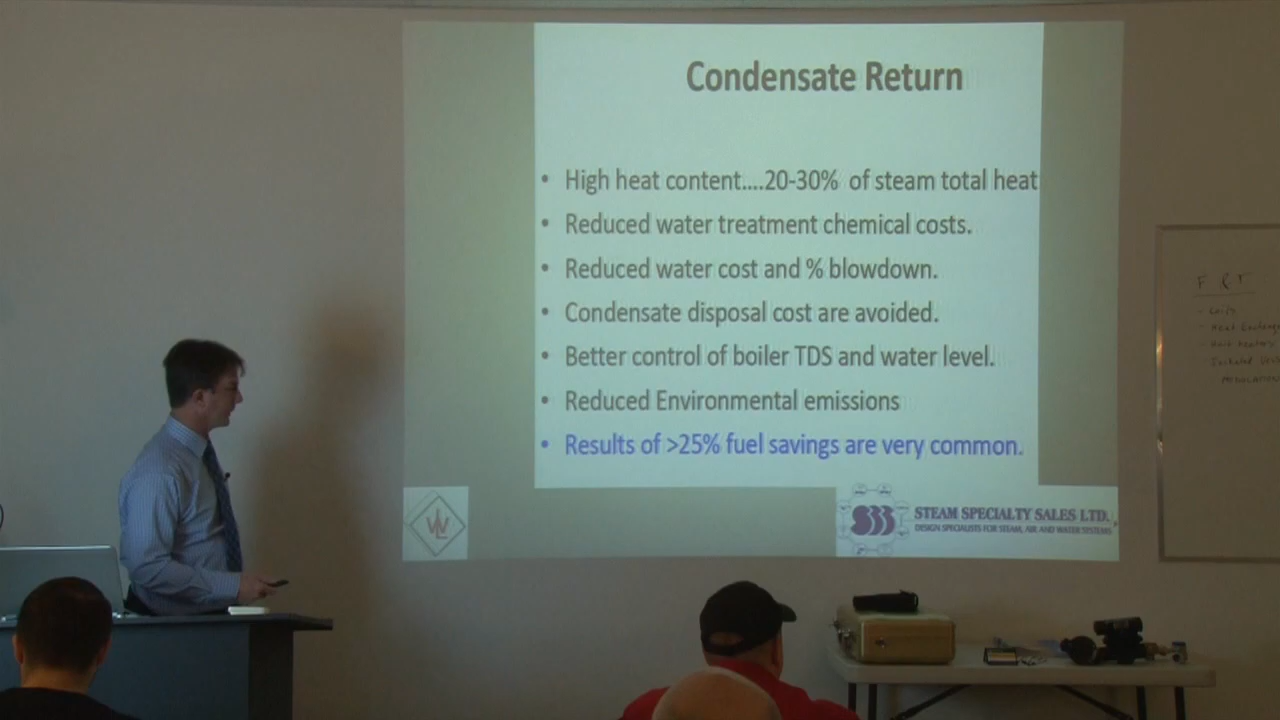 Condensate Return
• High heat content....20-30% of steam total heat
• Reduced water treatment chemical costs.
• Reduced water cost and % blowdown.
• Condensate disposal cost are avoided.
• Better control of boiler TDS and water level.
• Reduced Environmental emissions
• Results of >25% fuel savings are very common.
STEAM SPECIALTY SALES LTD.
DESIGN SPECIALISTS FOR STEAM, AIR AND WATER SYSTEMS
F & T